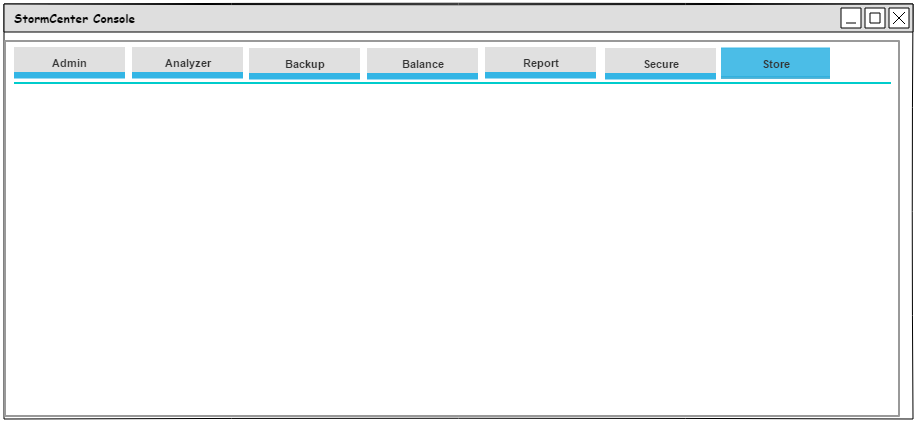 StormCenter Console
Admin Analyzer Backup Balance Report Secure Store